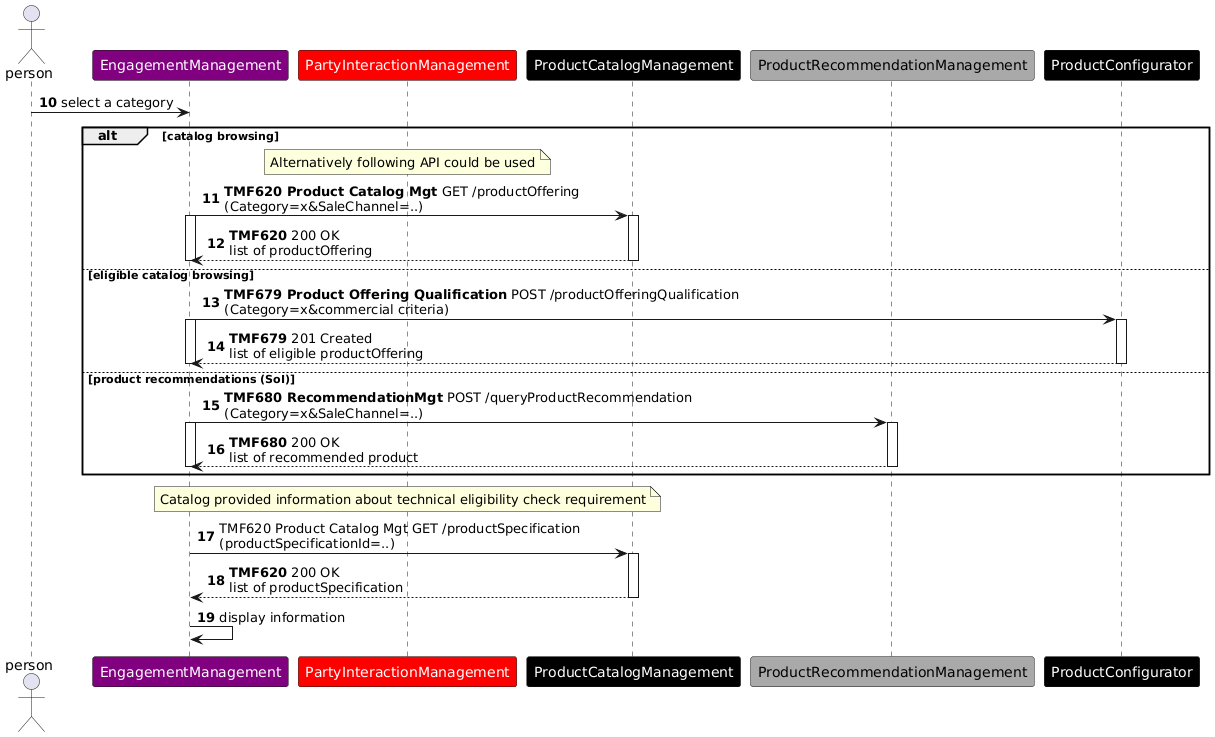 person
EngagementManagement
PartyInteractionManagement
ProductCatalogManagement
ProductRecommendationManagement
ProductConfigurator
10 select a category
alt [catalog browsing]
Alternatively following API could be used
11 TMF620 Product Catalog Mgt GET /productOffering
(Category=x&SaleChannel=..)
12 TMF620 200 OK
list of productOffering
[eligible catalog browsing]
13 TMF679 Product Offering Qualification POST /productOfferingQualification
(Category=x&commercial criteria)
14 TMF679 201 Created
list of eligible productOffering
[product recommendations (SoI)]
15 TMF680 RecommendationMgt POST /queryProductRecommendation
(Category=x&SaleChannel=..)
16 TMF680 200 OK
list of recommended product
Catalog provided information about technical eligibility check requirement
17 TMF620 Product Catalog Mgt GET /productSpecification
(productSpecificationId=..)
18 TMF620 200 OK
list of productSpecification
19 display information
person
EngagementManagement
PartyInteractionManagement
ProductCatalogManagement
ProductRecommendationManagement
ProductConfigurator